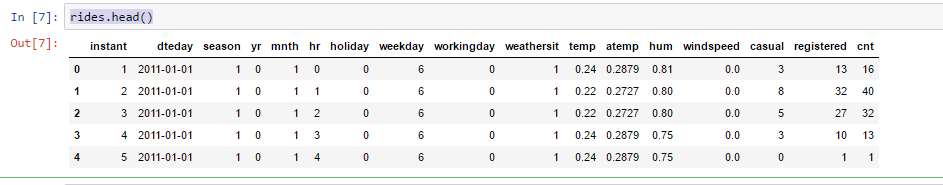 In [7]: rides.head()
Out[7]:
instant dteday season yr mnth hr holiday weekday workingday weathersit temp atemp hum windspeed casual registered cnt
0 1 2011-01-01 1 0 1 0 0 6 0 1 0.24 0.2879 0.81 0.0 3 13 16
1 2 2011-01-01 1 0 1 1 0 6 0 1 0.22 0.2727 0.80 0.0 8 32 40
2 3 2011-01-01 1 0 1 2 0 6 0 1 0.22 0.2727 0.80 0.0 5 27 32
3 4 2011-01-01 1 0 1 3 0 6 0 1 0.24 0.2879 0.75 0.0 3 10 13
4 5 2011-01-01 1 0 1 4 0 6 0 1 0.24 0.2879 0.75 0.0 0 1 1